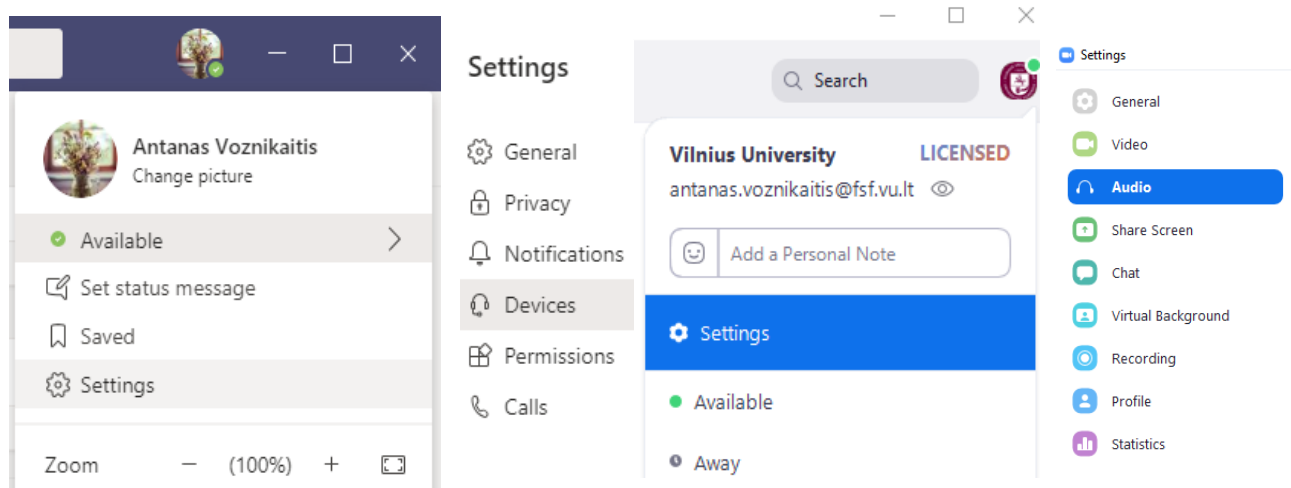 Antanas Voznikaitis
Change picture
Available
Set status message
Saved
Settings
Zoom
(100%)
Settings
General
Privacy
Notifications
Devices
Permissions
Calls
Search
Vilnius University LICENSED
antanas.voznikaitis@fsf.vu.lt
Add a Personal Note
Settings
Available
Away
Settings
General
Video
Audio
Share Screen
Chat
Virtual Background
Recording
Profile
Statistics